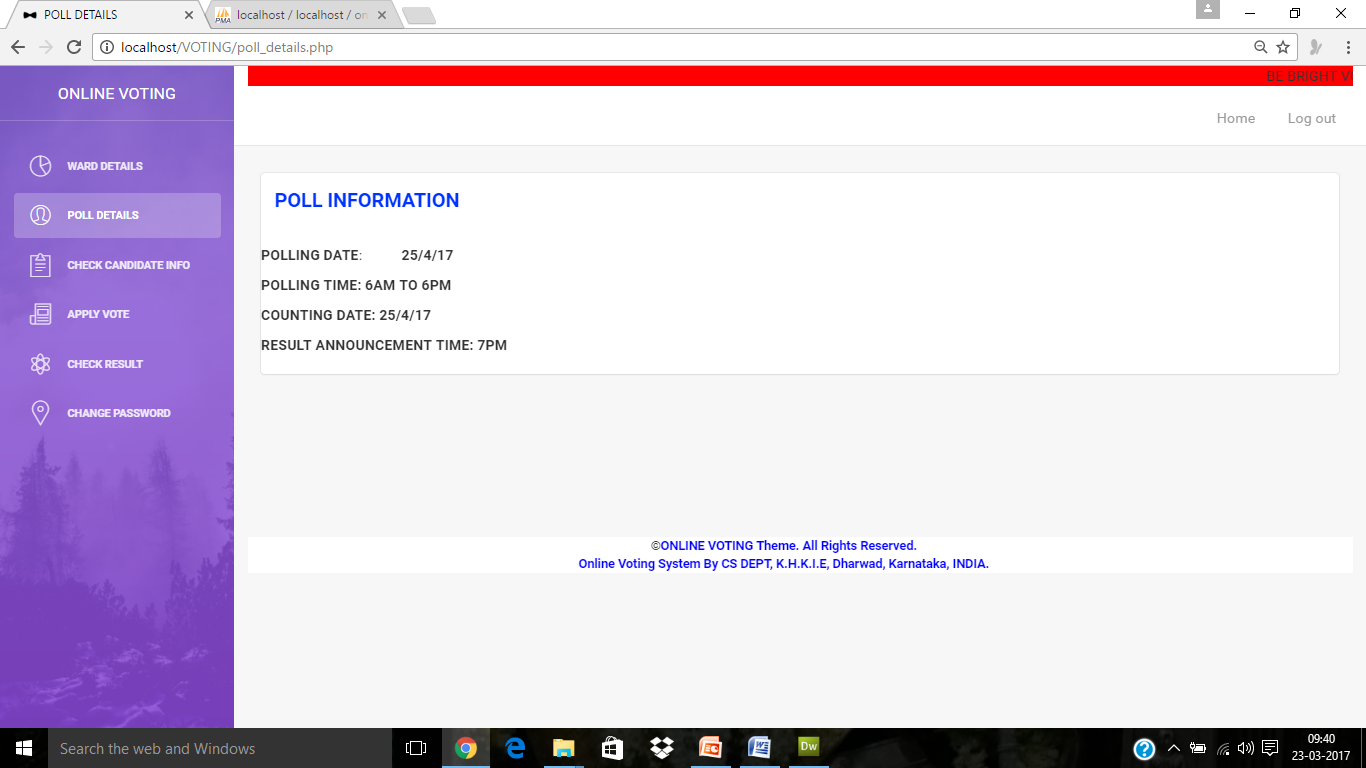 POLL DETAILS
localhost / localhost / on
localhost/VOTING/poll_details.php
ONLINE VOTING
BE BRIGHT
Home Log out
WARD DETAILS
POLL DETAILS
CHECK CANDIDATE INFO
APPLY VOTE
CHECK RESULT
CHANGE PASSWORD
POLL INFORMATION
POLLING DATE: 25/4/17
POLLING TIME: 6AM TO 6PM
COUNTING DATE: 25/4/17
RESULT ANNOUNCEMENT TIME: 7PM
©ONLINE VOTING Theme. All Rights Reserved.
Online Voting System By CS DEPT, K.H.K.I.E, Dharwad, Karnataka, INDIA.
Search the web and Windows
Dw
09:40
23-03-2017